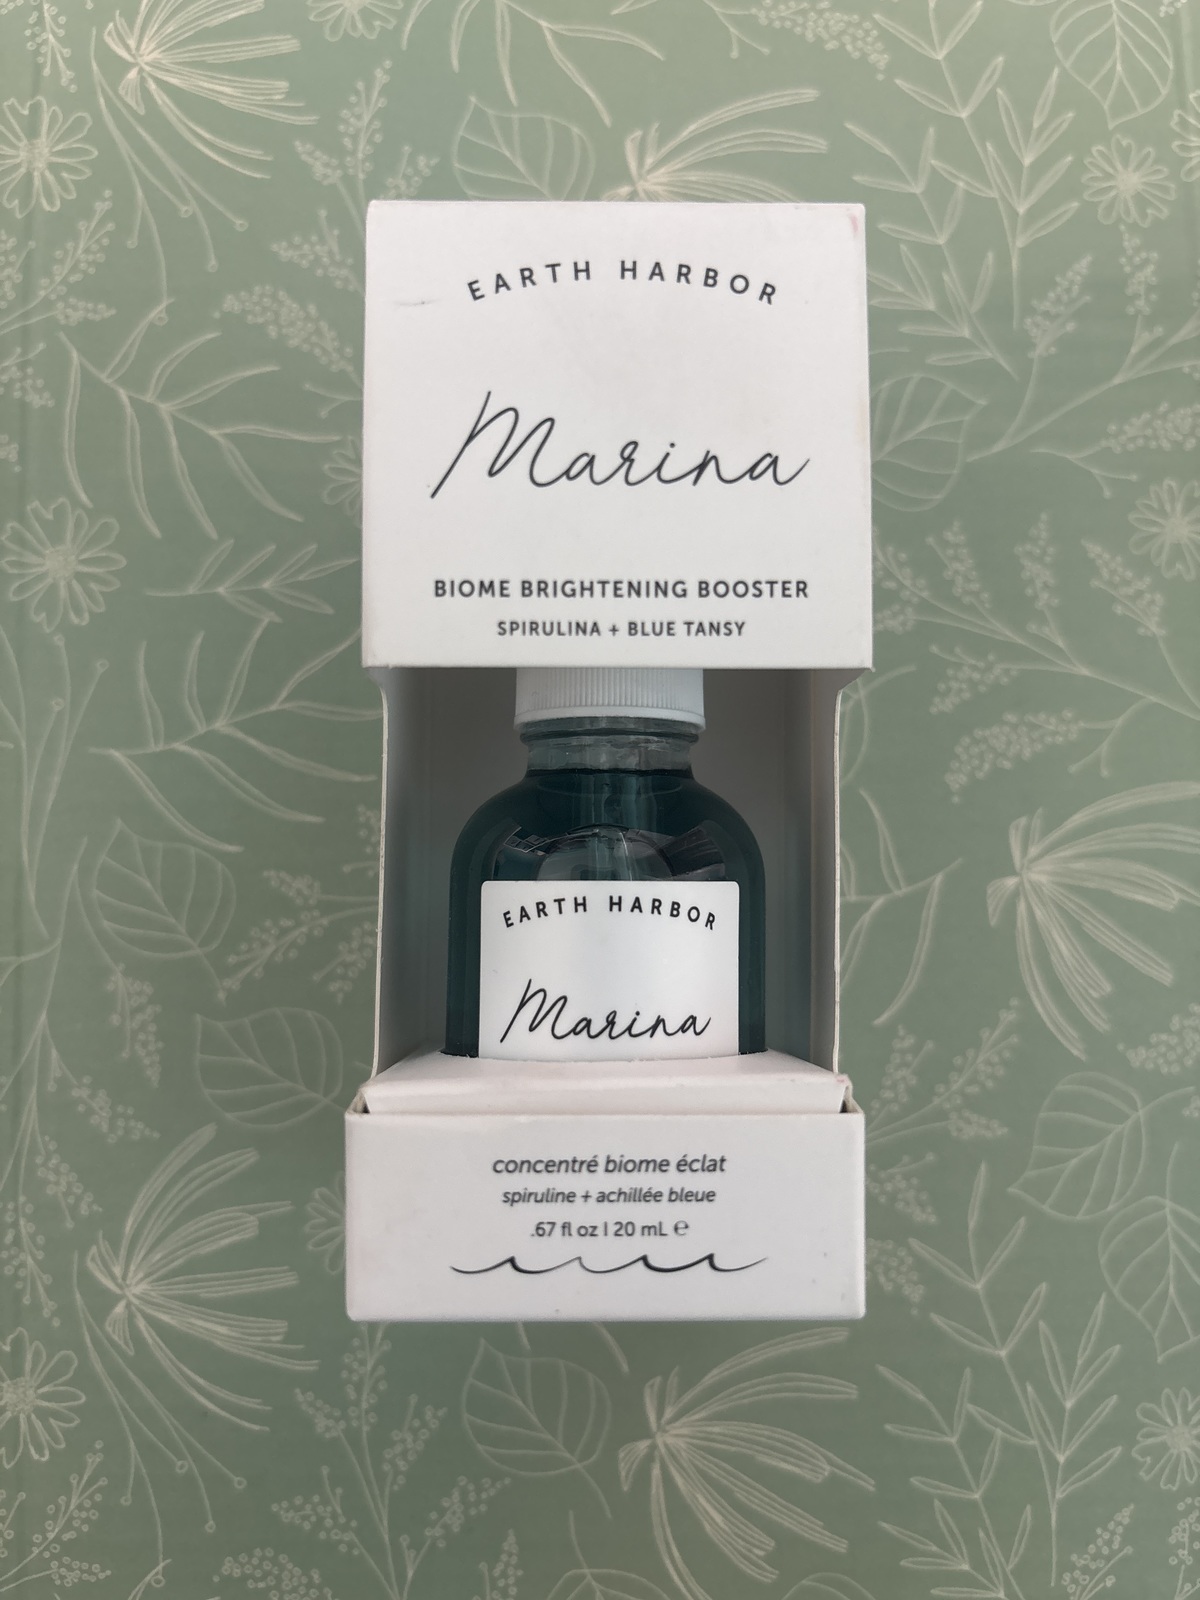 EARTH HARBOR
Marina
BIOME BRIGHTENING BOOSTER
SPIRULINA + BLUE TANSY
EARTH HARBOR
Marina
concentré biome éclat
spiruline + achillée bleue
.67 fl oz | 20 mL ℮